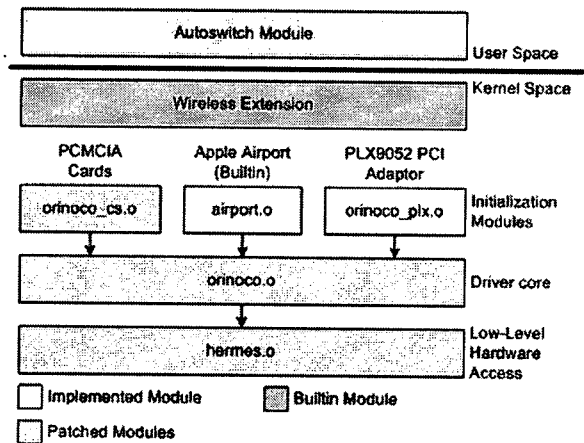 Autoswitch Module
User Space
Kernel Space
Wireless Extension
PCMCIA
Cards
Apple Airport
(Builtin)
PLX9052 PCI
Adaptor
orinoco_cs.o
airport.o
orinoco_plx.o
Initialization
Modules
orinoco.o
Driver core
hermes.o
Low-Level
Hardware
Access
Implemented Module
Builtin Module
Patched Modules